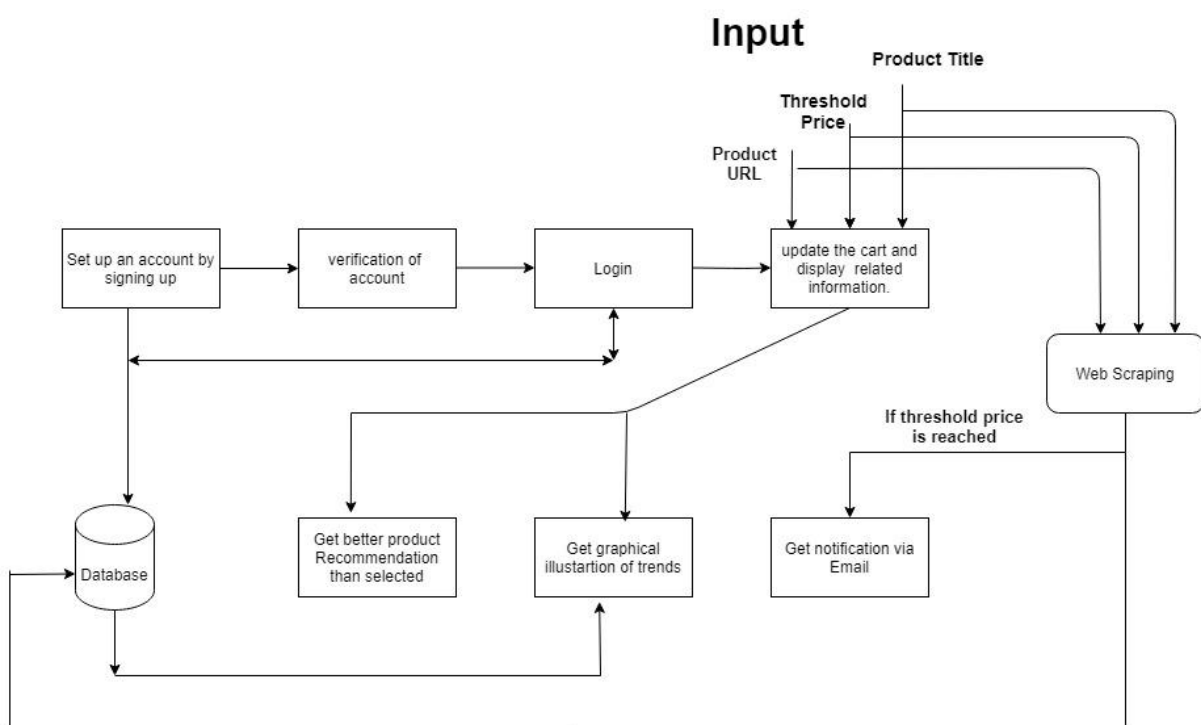 Input
Product Title
Threshold
Price
Product
URL
Set up an account by
signing up
verification of
account
Login
update the cart and
display related
information.
Web Scraping
If threshold price
is reached
Get better product
Recommendation
than selected
Get graphical
illustartion of trends
Get notification via
Email
Database